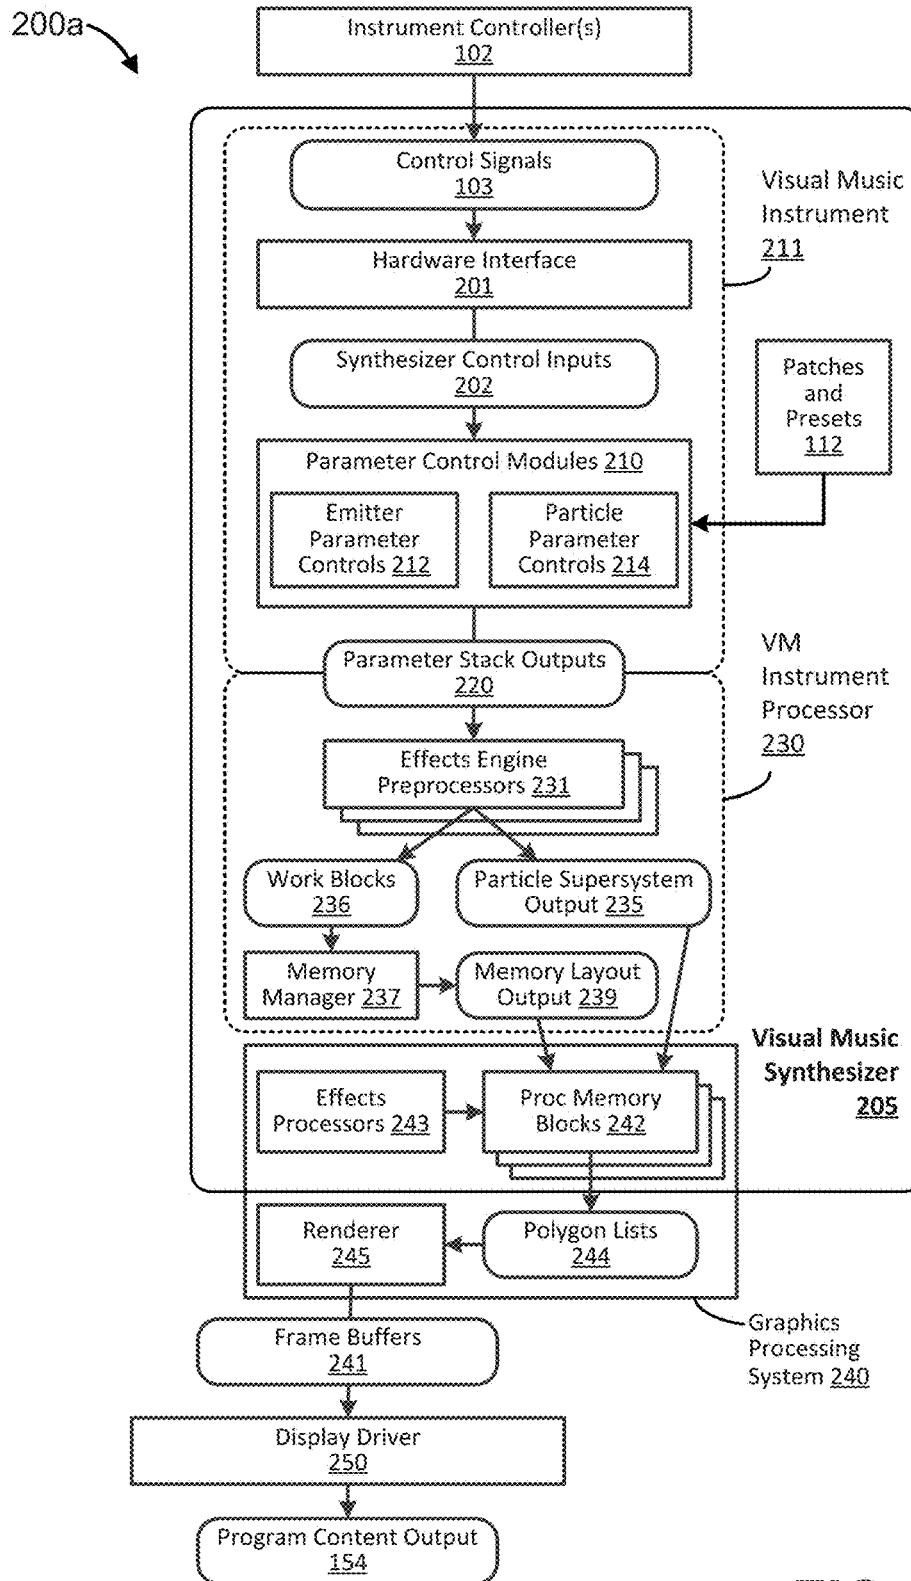 200a
Instrument Controller(s)
102
Control Signals
103
Visual Music
Instrument
211
Hardware Interface
201
Synthesizer Control Inputs
202
Patches
and
Presets
112
Parameter Control Modules 210
Emitter
Parameter
Controls 212
Particle
Parameter
Controls 214
Parameter Stack Outputs
220
VM
Instrument
Processor
230
Effects Engine
Preprocessors 231
Work Blocks
236
Particle Supersystem
Output 235
Memory
Manager 237
Memory Layout
Output 239
Visual Music
Synthesizer
205
Effects
Processors 243
Proc Memory
Blocks 242
Renderer
245
Polygon Lists
244
Graphics
Processing
System 240
Frame Buffers
241
Display Driver
250
Program Content Output
154